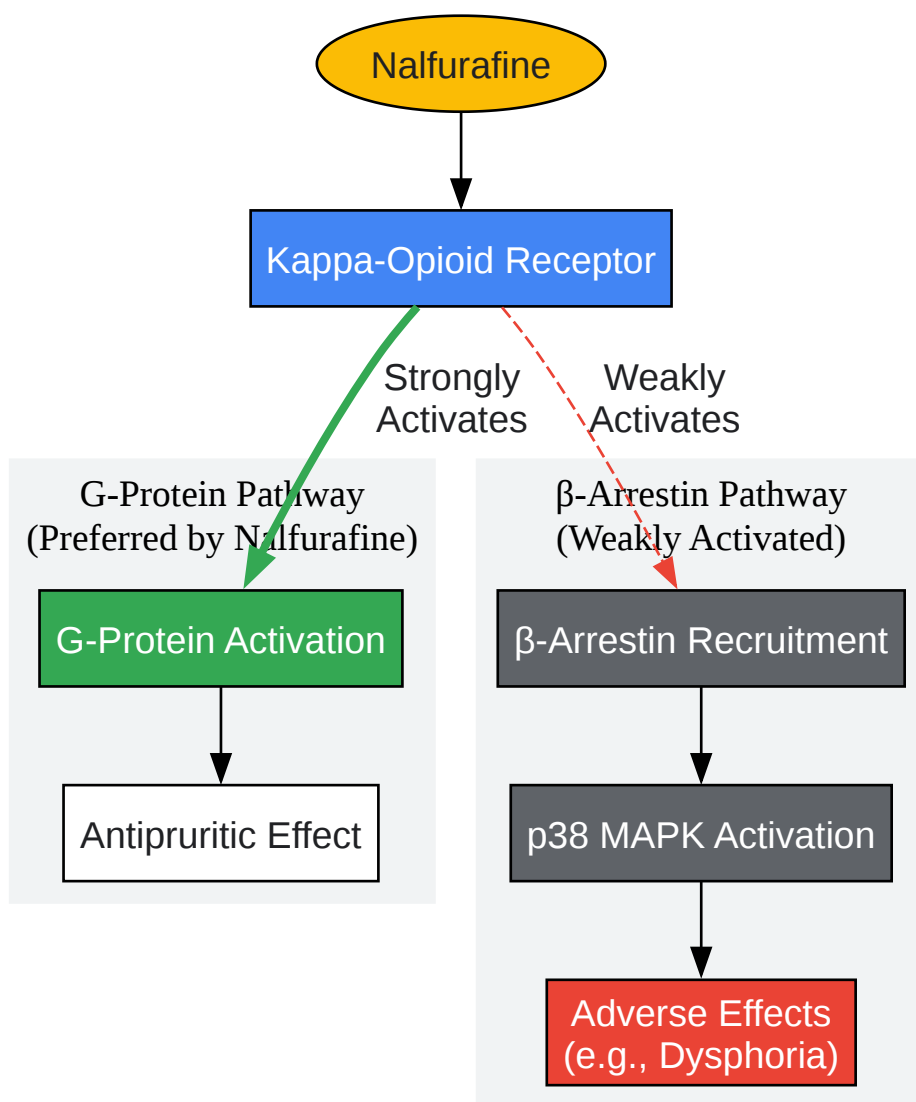 Nalfurafine
Kappa-Opioid Receptor
Strongly
Activates
Weakly
Activates
G-Protein Pathway
(Preferred by Nalfurafine)
G-Protein Activation
Antipruritic Effect
β-Arrestin Pathway
(Weakly Activated)
β-Arrestin Recruitment
p38 MAPK Activation
Adverse Effects
(e.g., Dysphoria)